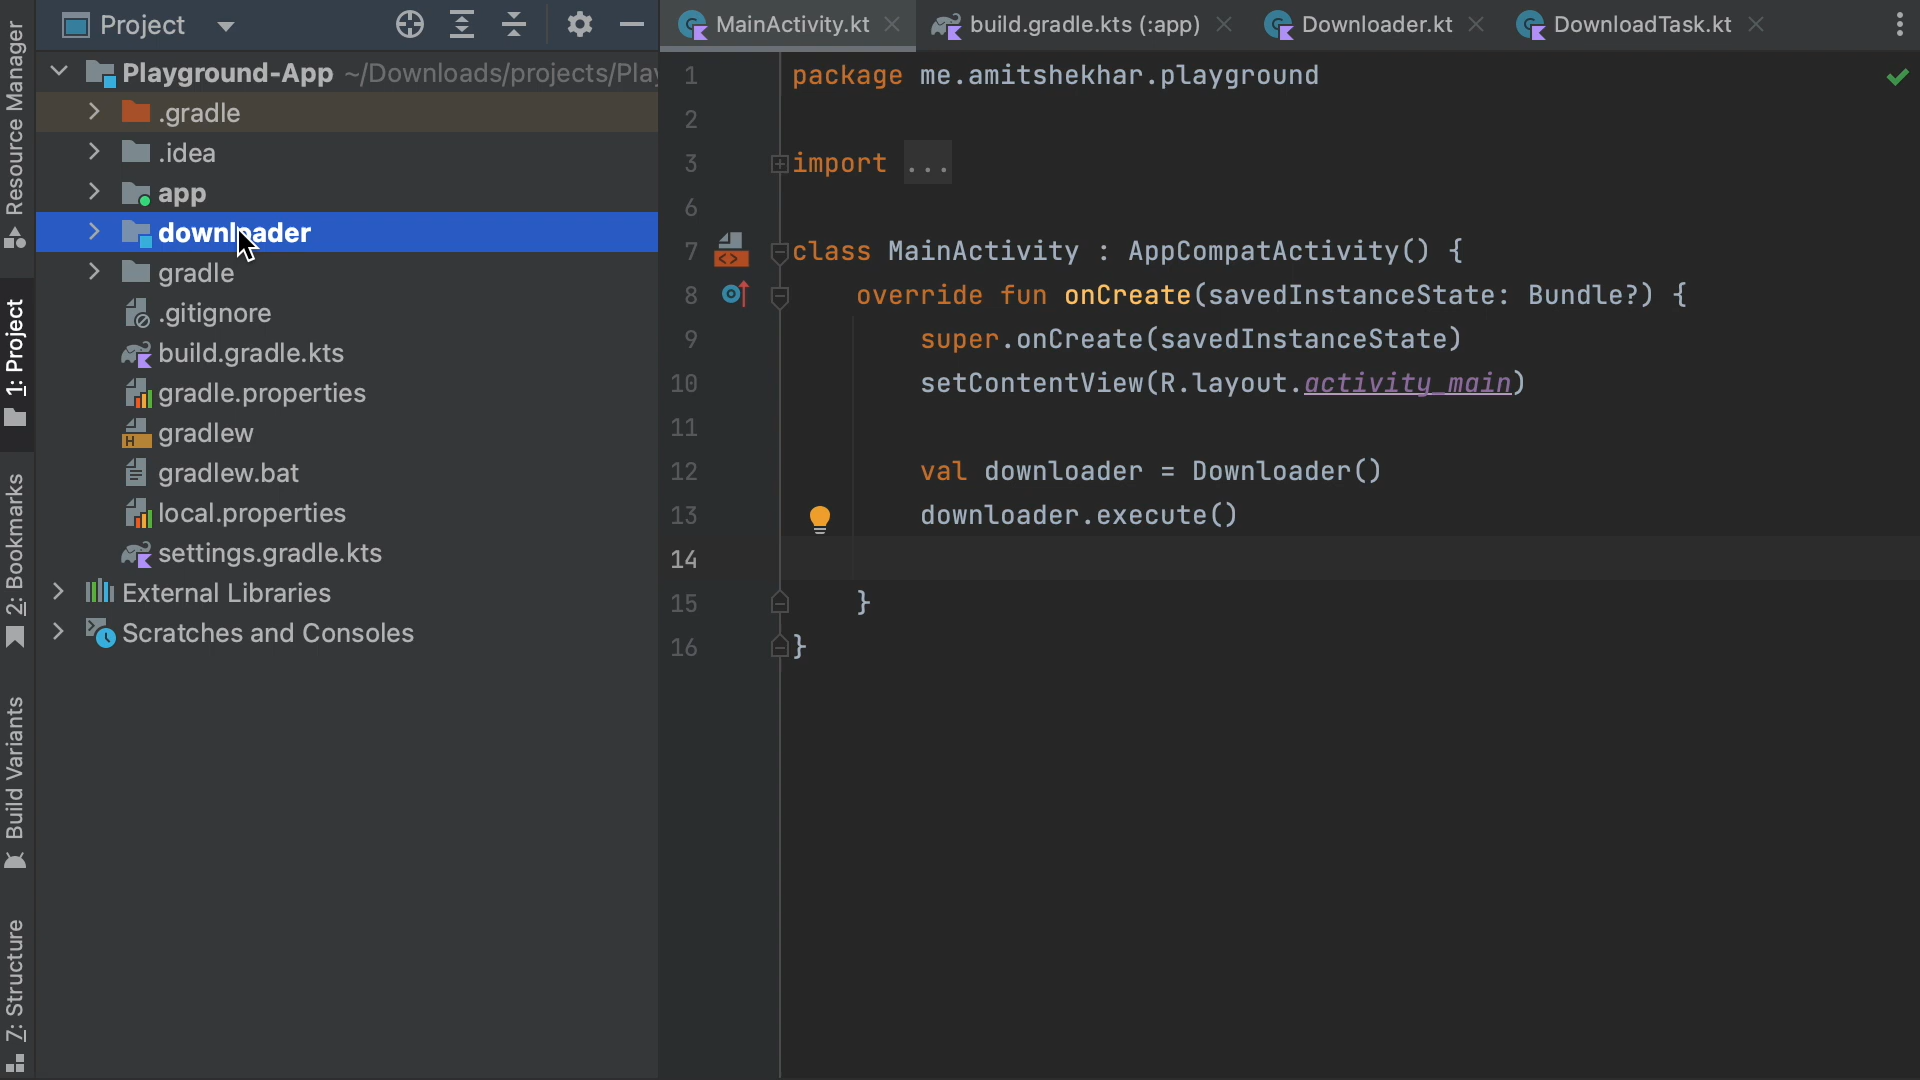 Resource Manager
1: Project
2: Bookmarks
Build Variants
Z: Structure
Project
Playground-App ~/Downloads/projects/Play
.gradle
.idea
app
downloader
gradle
.gitignore
build.gradle.kts
gradle.properties
gradlew
gradlew.bat
local.properties
settings.gradle.kts
External Libraries
Scratches and Consoles
MainActivity.kt build.gradle.kts (:app) Downloader.kt DownloadTask.kt
1 package me.amitshekhar.playground
2
3 import ...
6
7 class MainActivity : AppCompatActivity() {
8 override fun onCreate(savedInstanceState: Bundle?) {
9 super.onCreate(savedInstanceState)
10 setContentView(R.layout.activity_main)
11
12 val downloader = Downloader()
13 downloader.execute()
14
15 }
16 }